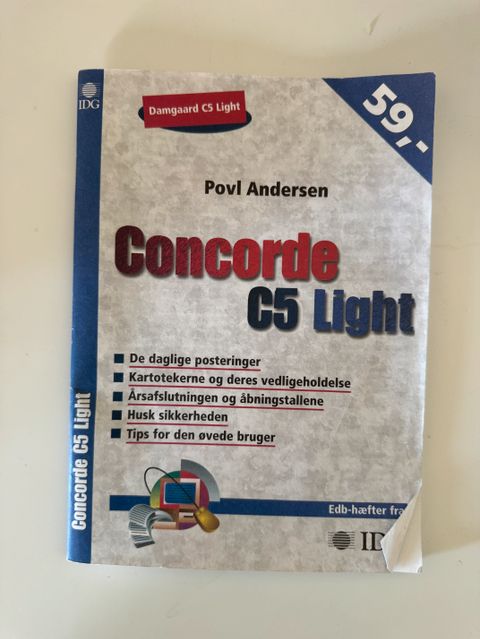 IDG
Damgaard C5 Light
59,-
Povl Andersen
Concorde
C5 Light
De daglige posteringer
Kartotekerne og deres vedligeholdelse
Årsafslutningen og åbningstallene
Husk sikkerheden
Tips for den øvede bruger
Concorde C5 Light
Edb-hæfter fra